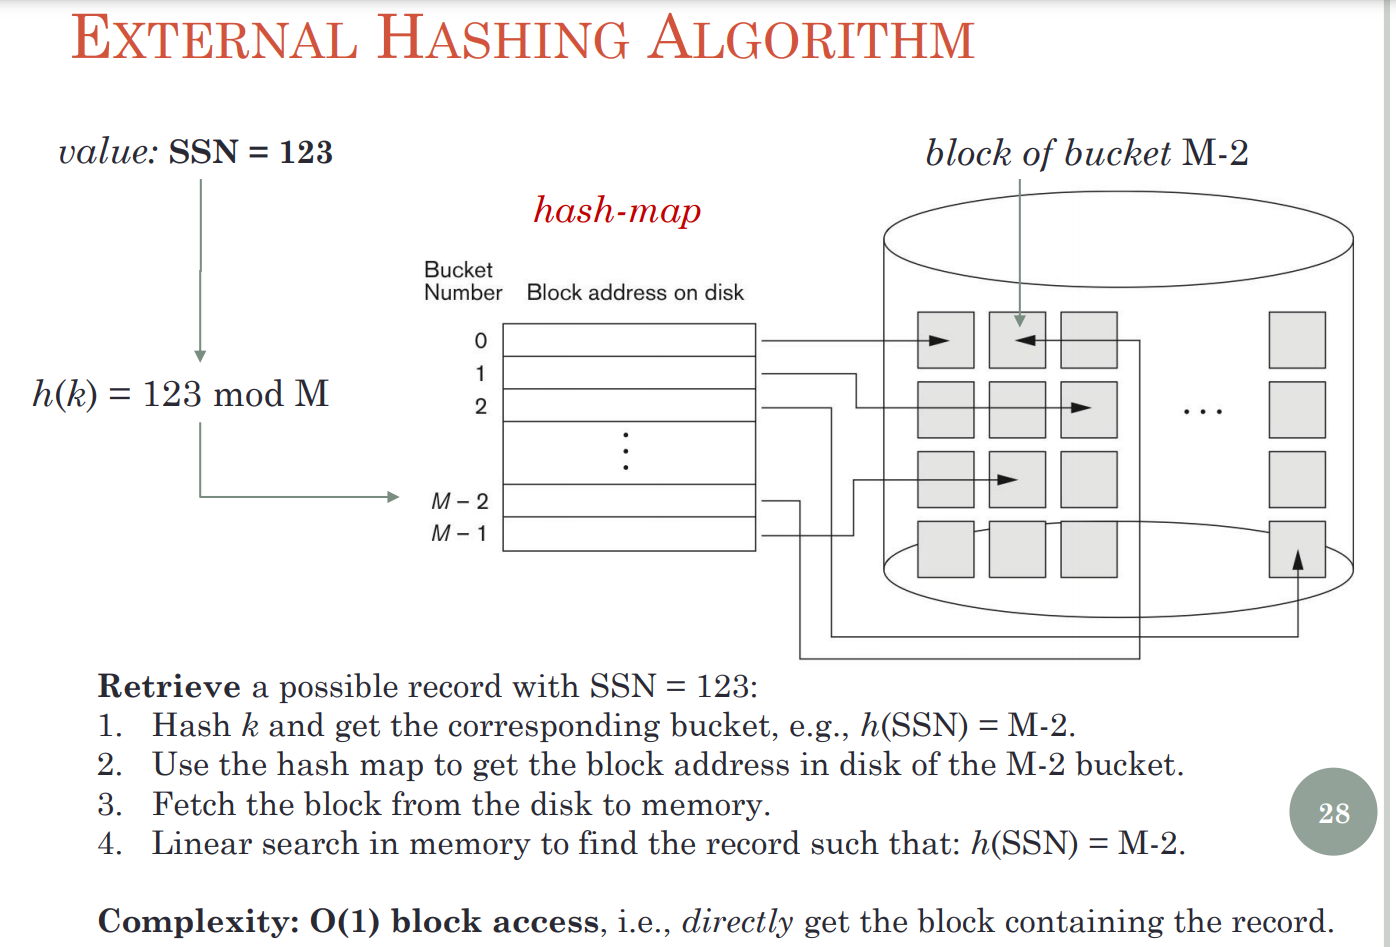 EXTERNAL HASHING ALGORITHM
value: SSN = 123
block of bucket M-2
hash-map
Bucket
Number Block address on disk
0
1
2
h(k) = 123 mod M
...
M – 2
M – 1
Retrieve a possible record with SSN = 123:
1. Hash k and get the corresponding bucket, e.g., h(SSN) = M-2.
2. Use the hash map to get the block address in disk of the M-2 bucket.
3. Fetch the block from the disk to memory.
4. Linear search in memory to find the record such that: h(SSN) = M-2.
28
Complexity: O(1) block access, i.e., directly get the block containing the record.